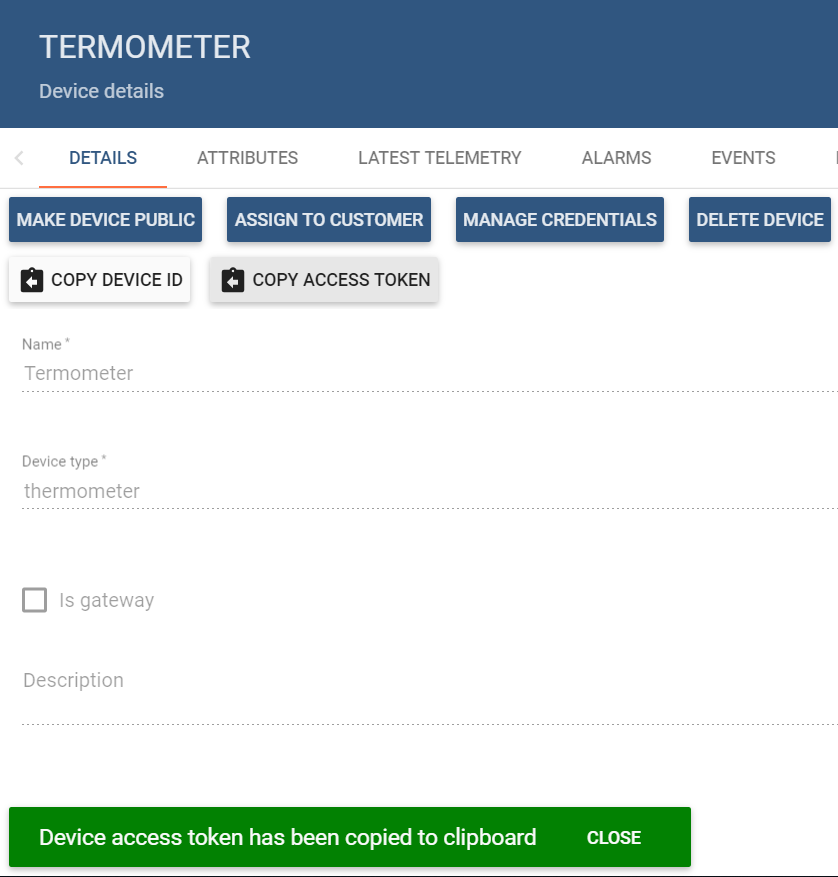 TERMOMETER
Device details
DETAILS ATTRIBUTES LATEST TELEMETRY ALARMS EVENTS
MAKE DEVICE PUBLIC ASSIGN TO CUSTOMER MANAGE CREDENTIALS DELETE DEVICE
COPY DEVICE ID COPY ACCESS TOKEN
Name *
Termometer
Device type *
thermometer
Is gateway
Description
Device access token has been copied to clipboard CLOSE